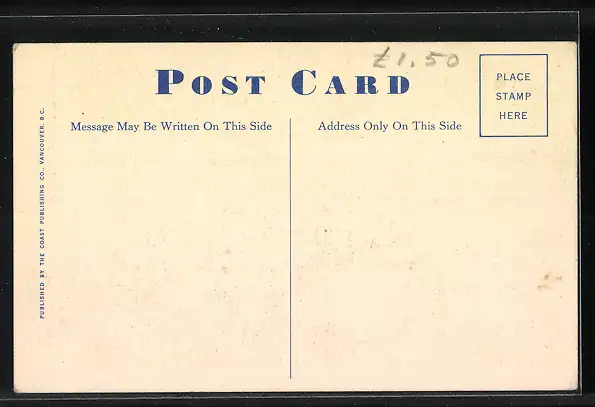 £1.50
POST CARD
PLACE
STAMP
HERE
Message May Be Written On This Side
Address Only On This Side
PUBLISHED BY THE COAST PUBLISHING CO., VANCOUVER, B.C.